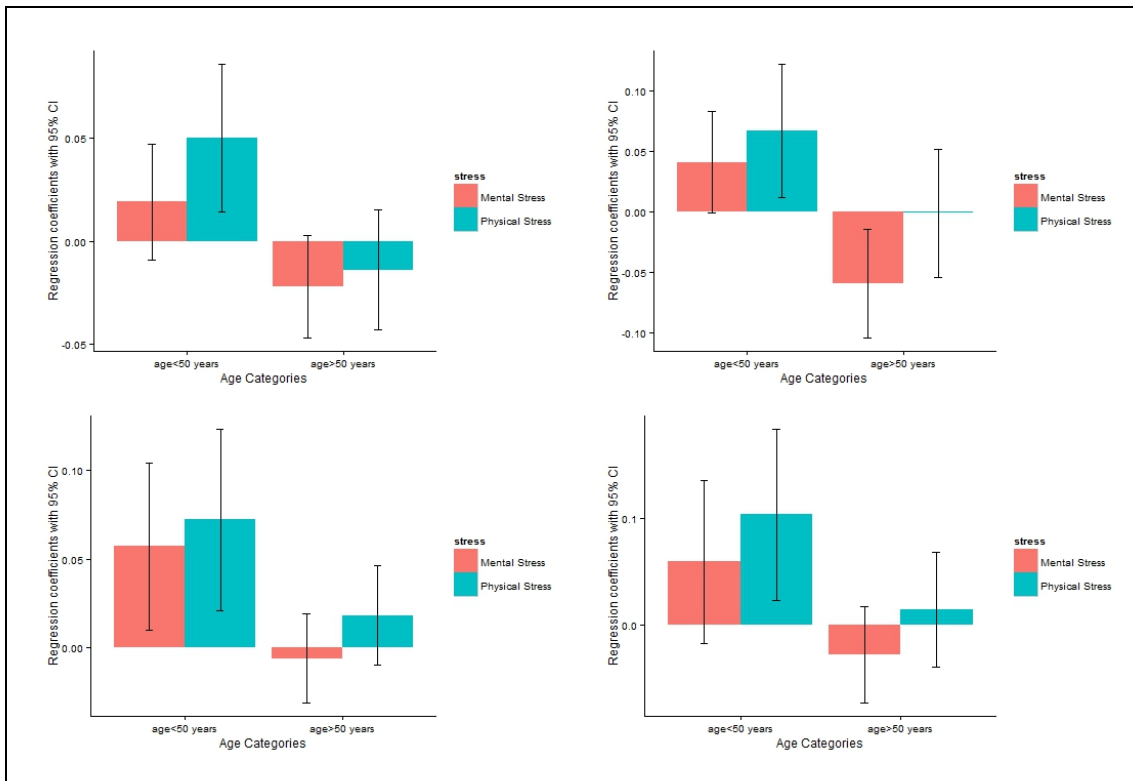 Regression coefficients with 95% CI
0.05
0.00
-0.05
age<50 years
age>50 years
Age Categories
stress
Mental Stress
Physical Stress
Regression coefficients with 95% CI
0.10
0.05
0.00
-0.05
-0.10
age<50 years
age>50 years
Age Categories
stress
Mental Stress
Physical Stress
Regression coefficients with 95% CI
0.10
0.05
0.00
age<50 years
age>50 years
Age Categories
stress
Mental Stress
Physical Stress
Regression coefficients with 95% CI
0.1
0.0
age<50 years
age>50 years
Age Categories
stress
Mental Stress
Physical Stress